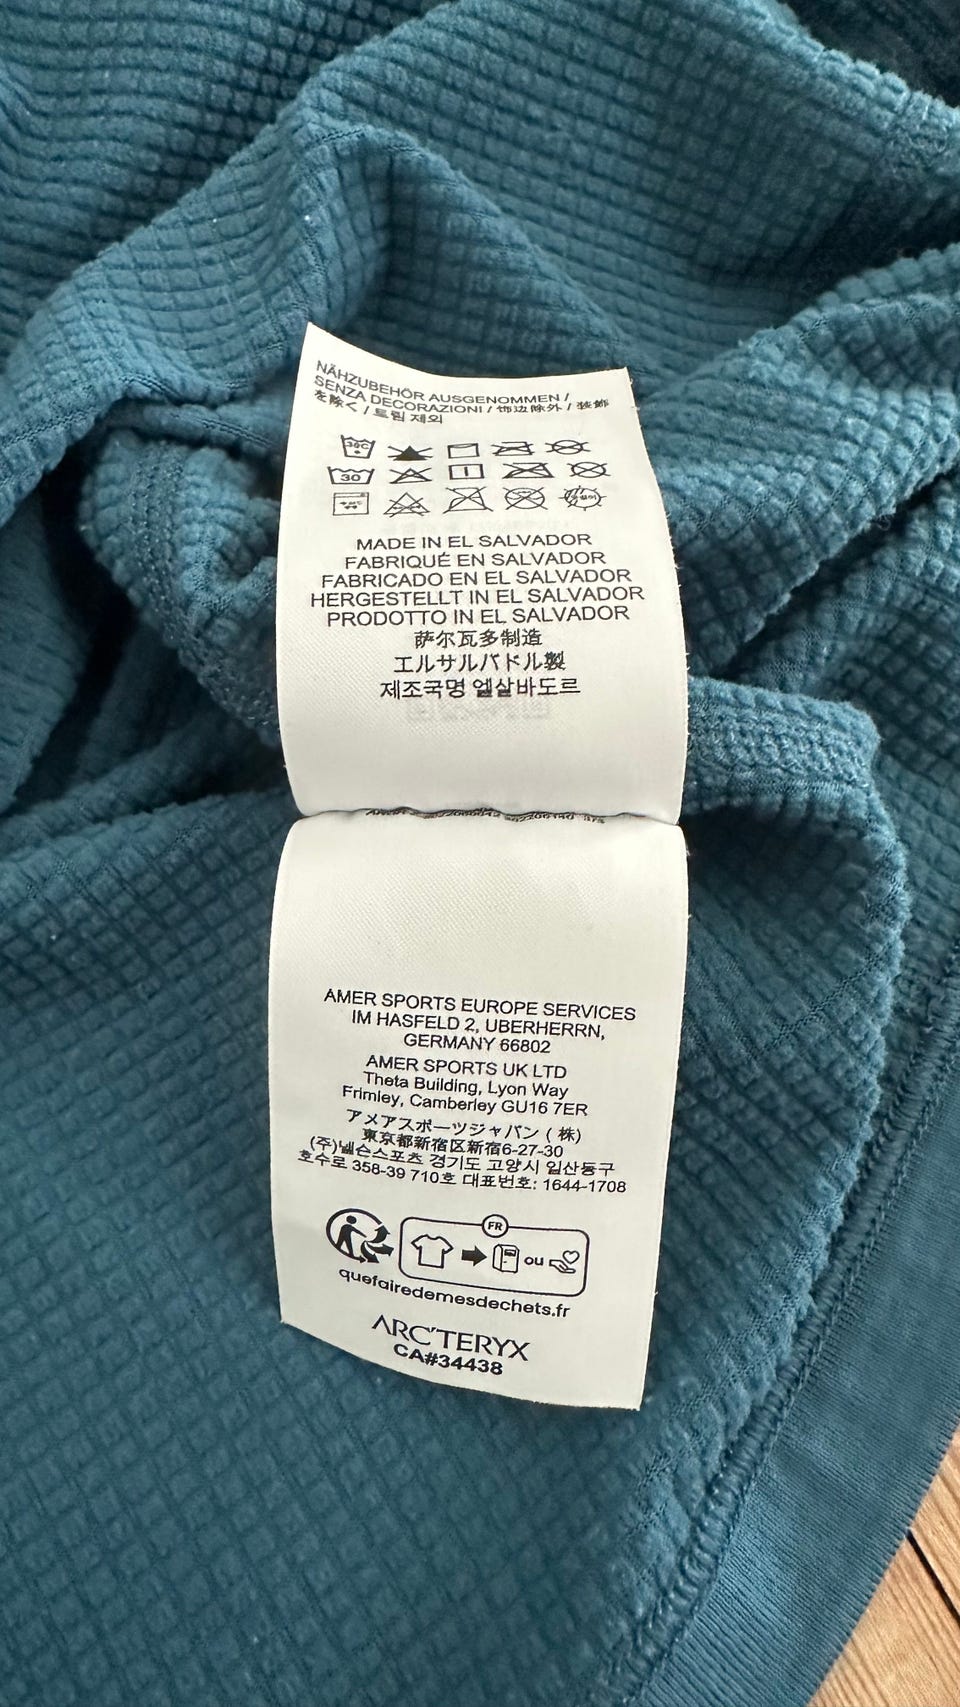 NÄHZUBEHÖR AUSGENOMMEN /
SENZA DECORAZIONI / 饰边除外 / 装飾
を除く / 트림 제외
30
MADE IN EL SALVADOR
FABRIQUÉ EN SALVADOR
FABRICADO EN EL SALVADOR
HERGESTELLT IN EL SALVADOR
PRODOTTO IN EL SALVADOR
萨尔瓦多制造
エルサルバドル製
제조국명 엘살바도르
AMER SPORTS EUROPE SERVICES
IM HASFELD 2, UBERHERRN,
GERMANY 66802
AMER SPORTS UK LTD
Theta Building, Lyon Way
Frimley, Camberley GU16 7ER
アメアスポーツジャパン ( 株)
東京都新宿区新宿6-27-30
(주)넬슨스포츠 경기도 고양시 일산동구
호수로 358-39 710호 대표번호: 1644-1708
FR
ou
quefairedemesdechets.fr
ARC'TERYX
CA#34438